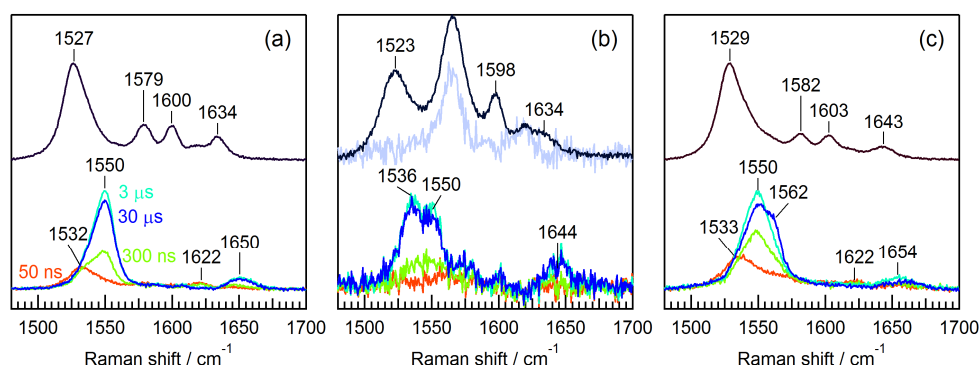 (a)
1527
1579
1600
1634
1550
3 μs
30 μs
1532
300 ns
50 ns
1622
1650
1500 1550 1600 1650 1700
Raman shift / cm-1
(b)
1523
1598
1634
1536
1550
1644
1500 1550 1600 1650 1700
Raman shift / cm-1
(c)
1529
1582
1603
1643
1550
1562
1533
1622
1654
1500 1550 1600 1650 1700
Raman shift / cm-1